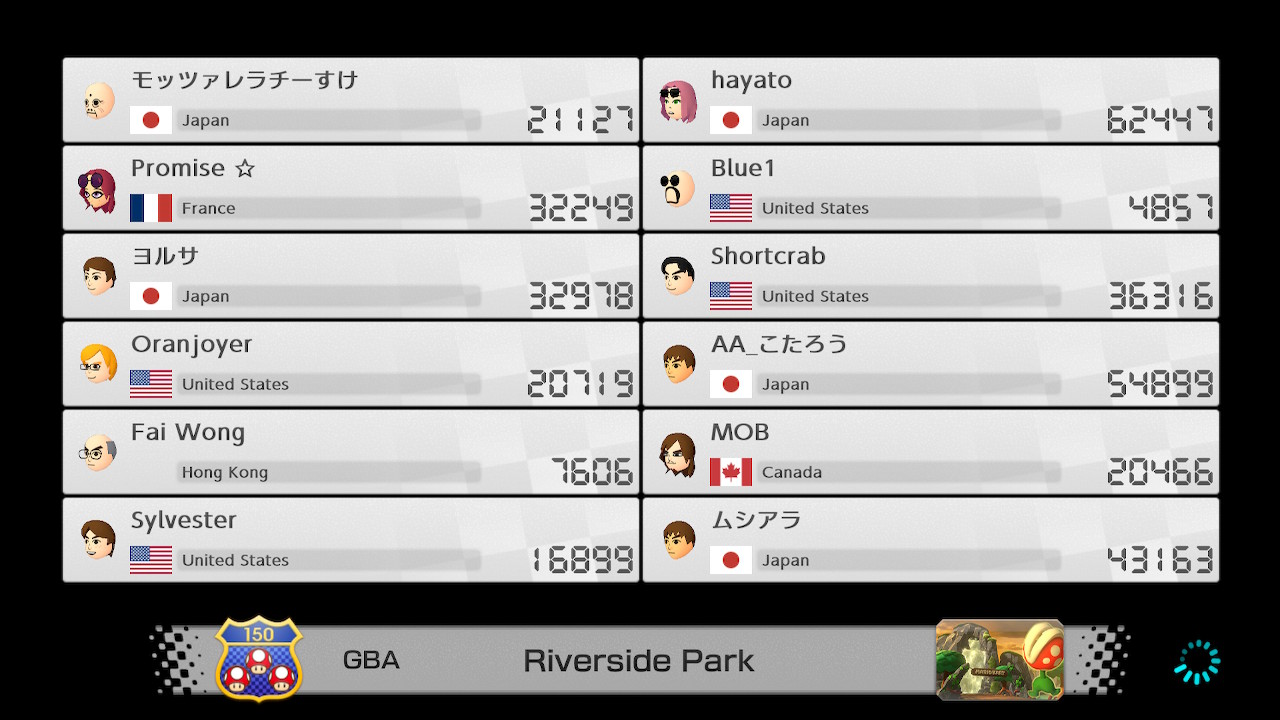 モッツァレラチーすけ
Japan 21127
hayato
Japan 62447
Promise ☆
France 32249
Blue1
United States 4857
ヨルサ
Japan 32978
Shortcrab
United States 36316
Oranjoyer
United States 20719
AA_こたろう
Japan 54899
Fai Wong
Hong Kong 7606
MOB
Canada 20466
Sylvester
United States 16899
ムシアラ
Japan 43163
150
GBA Riverside Park